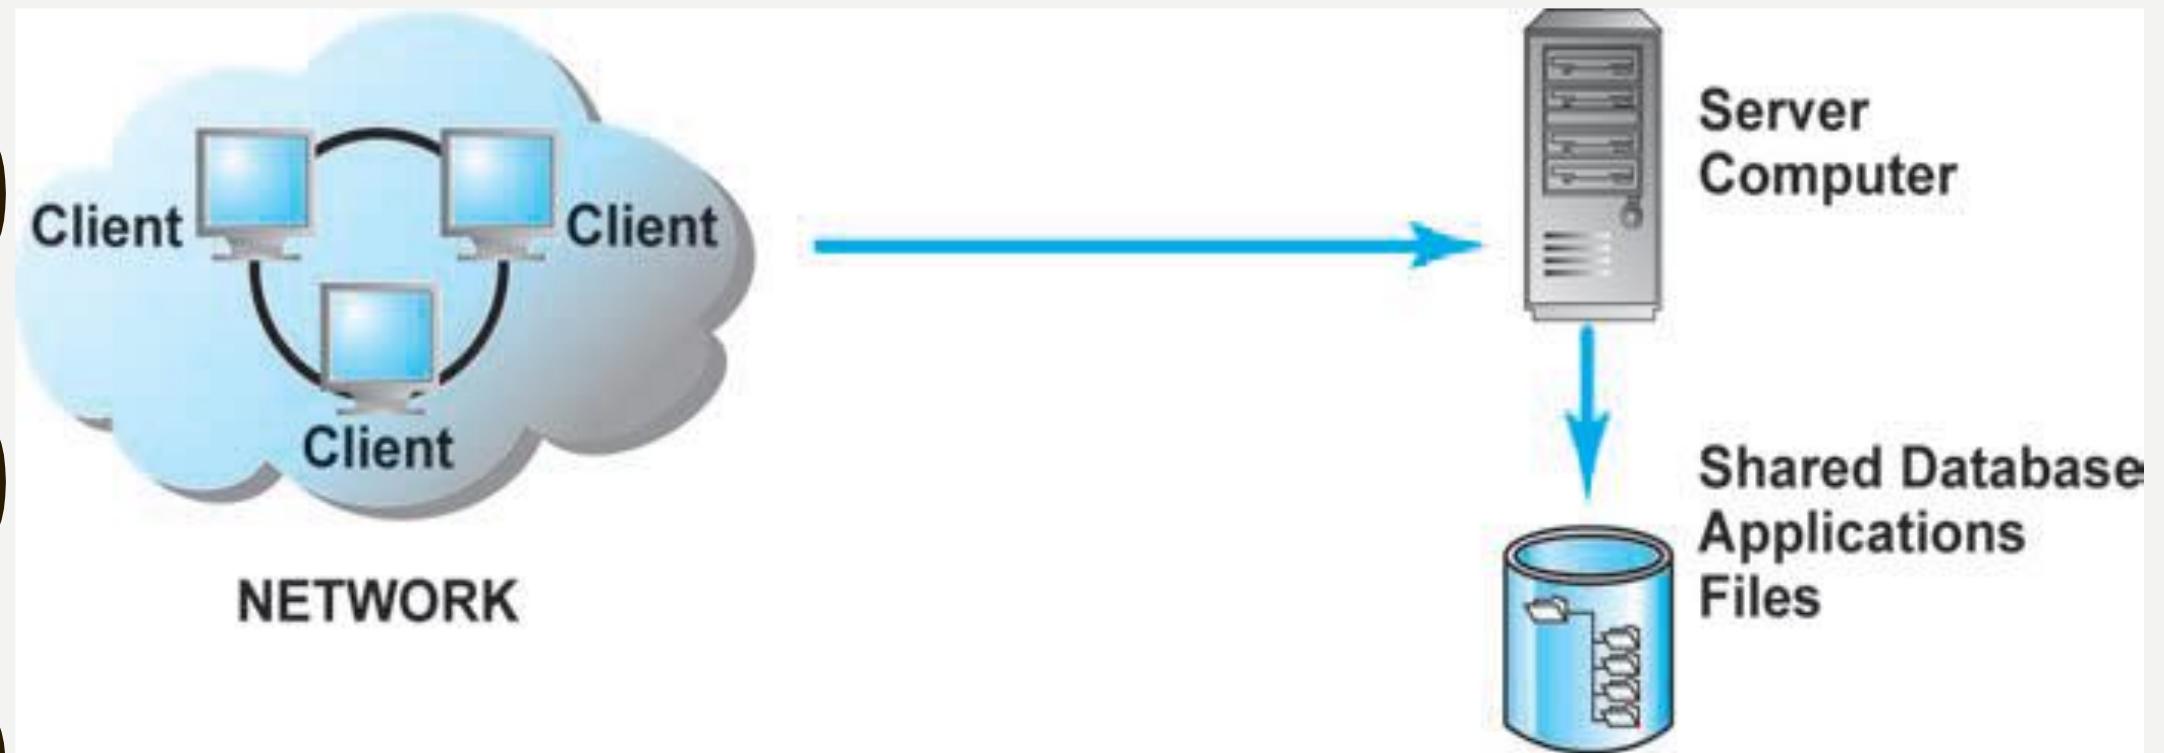 Client
Client
Client
NETWORK
Server
Computer
Shared Database
Applications
Files